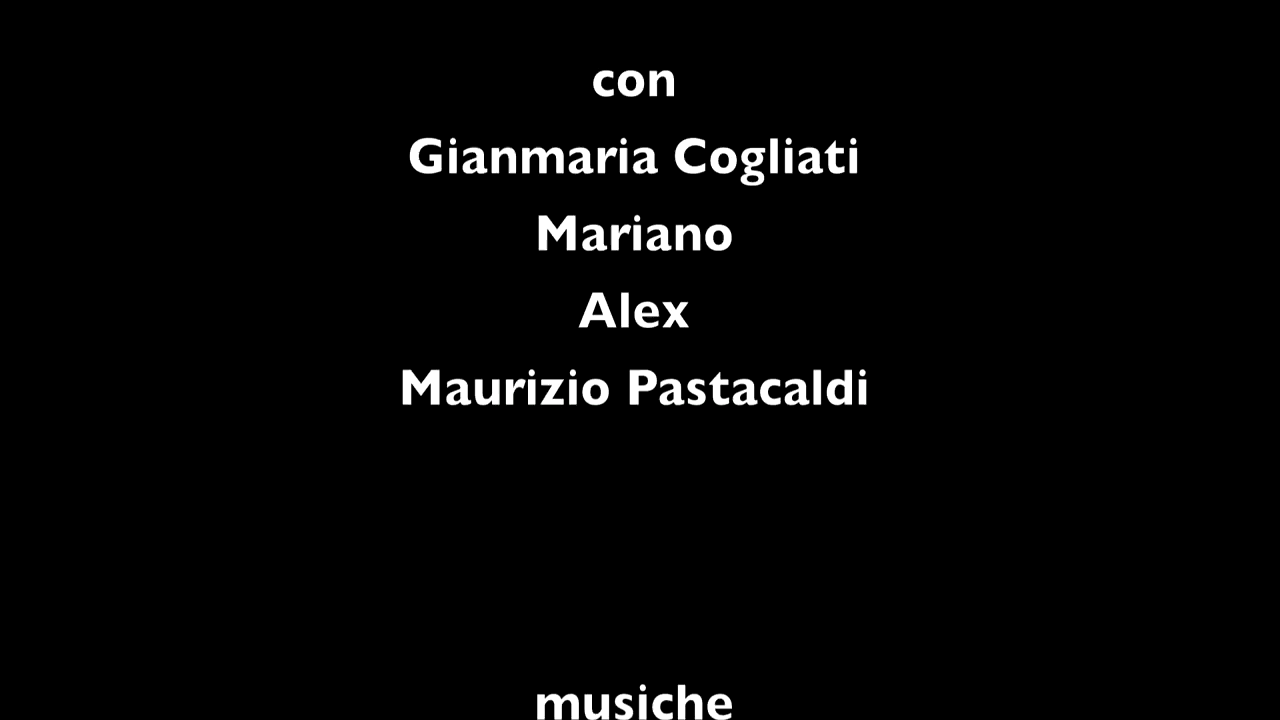 con
Gianmaria Cogliati
Mariano
Alex
Maurizio Pastacaldi
musiche